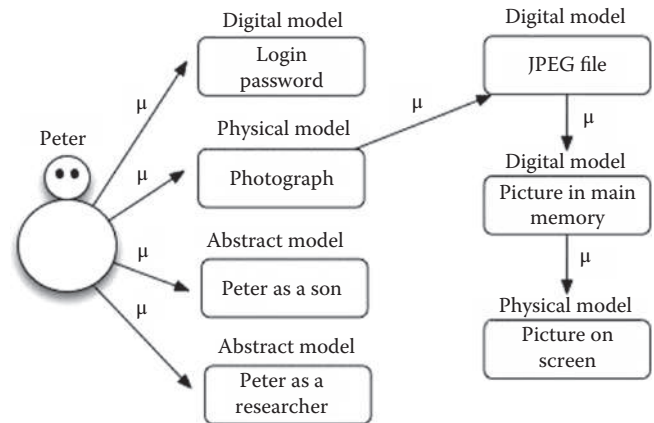 Digital model
Login
password
Peter
μ
Physical model
Photograph
μ
Abstract model
Peter as a son
μ
Abstract model
Peter as a
researcher
μ
μ
Digital model
JPEG file
μ
Digital model
Picture in main
memory
μ
Physical model
Picture on
screen